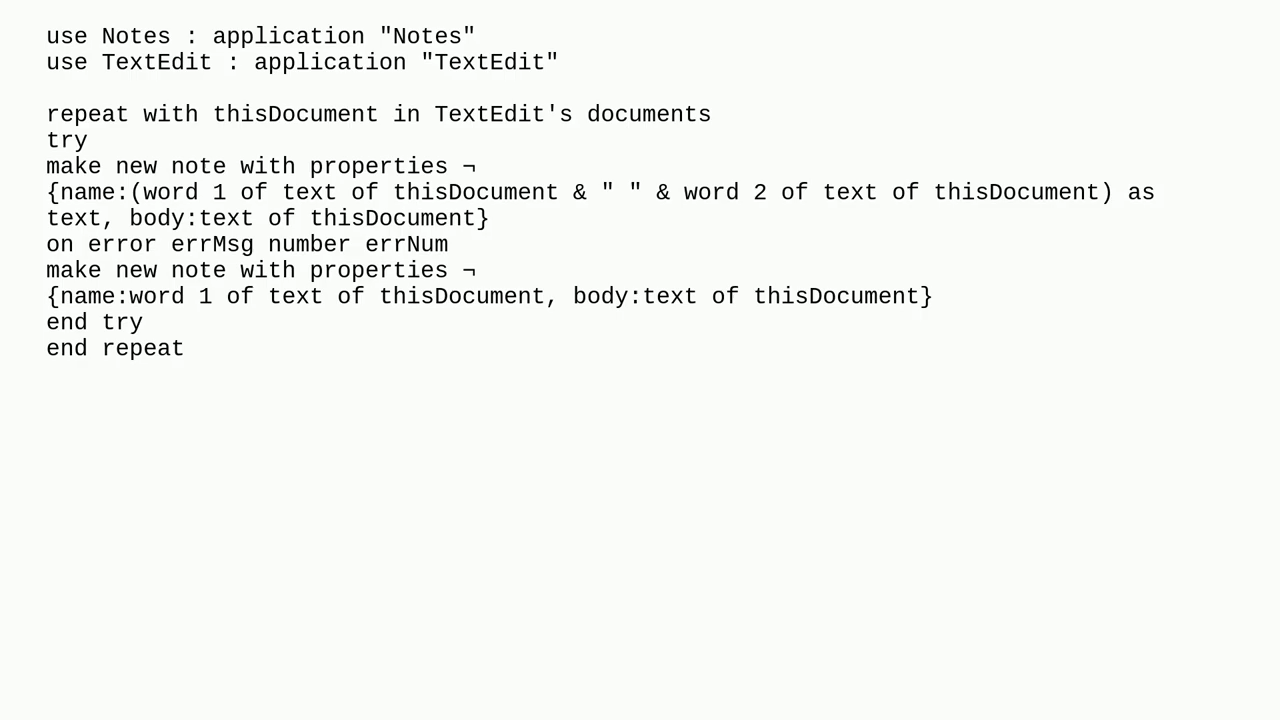 use Notes : application "Notes"
use TextEdit : application "TextEdit"

repeat with thisDocument in TextEdit's documents
try
make new note with properties ¬
{name:(word 1 of text of thisDocument & " " & word 2 of text of thisDocument) as
text, body:text of thisDocument}
on error errMsg number errNum
make new note with properties ¬
{name:word 1 of text of thisDocument, body:text of thisDocument}
end try
end repeat